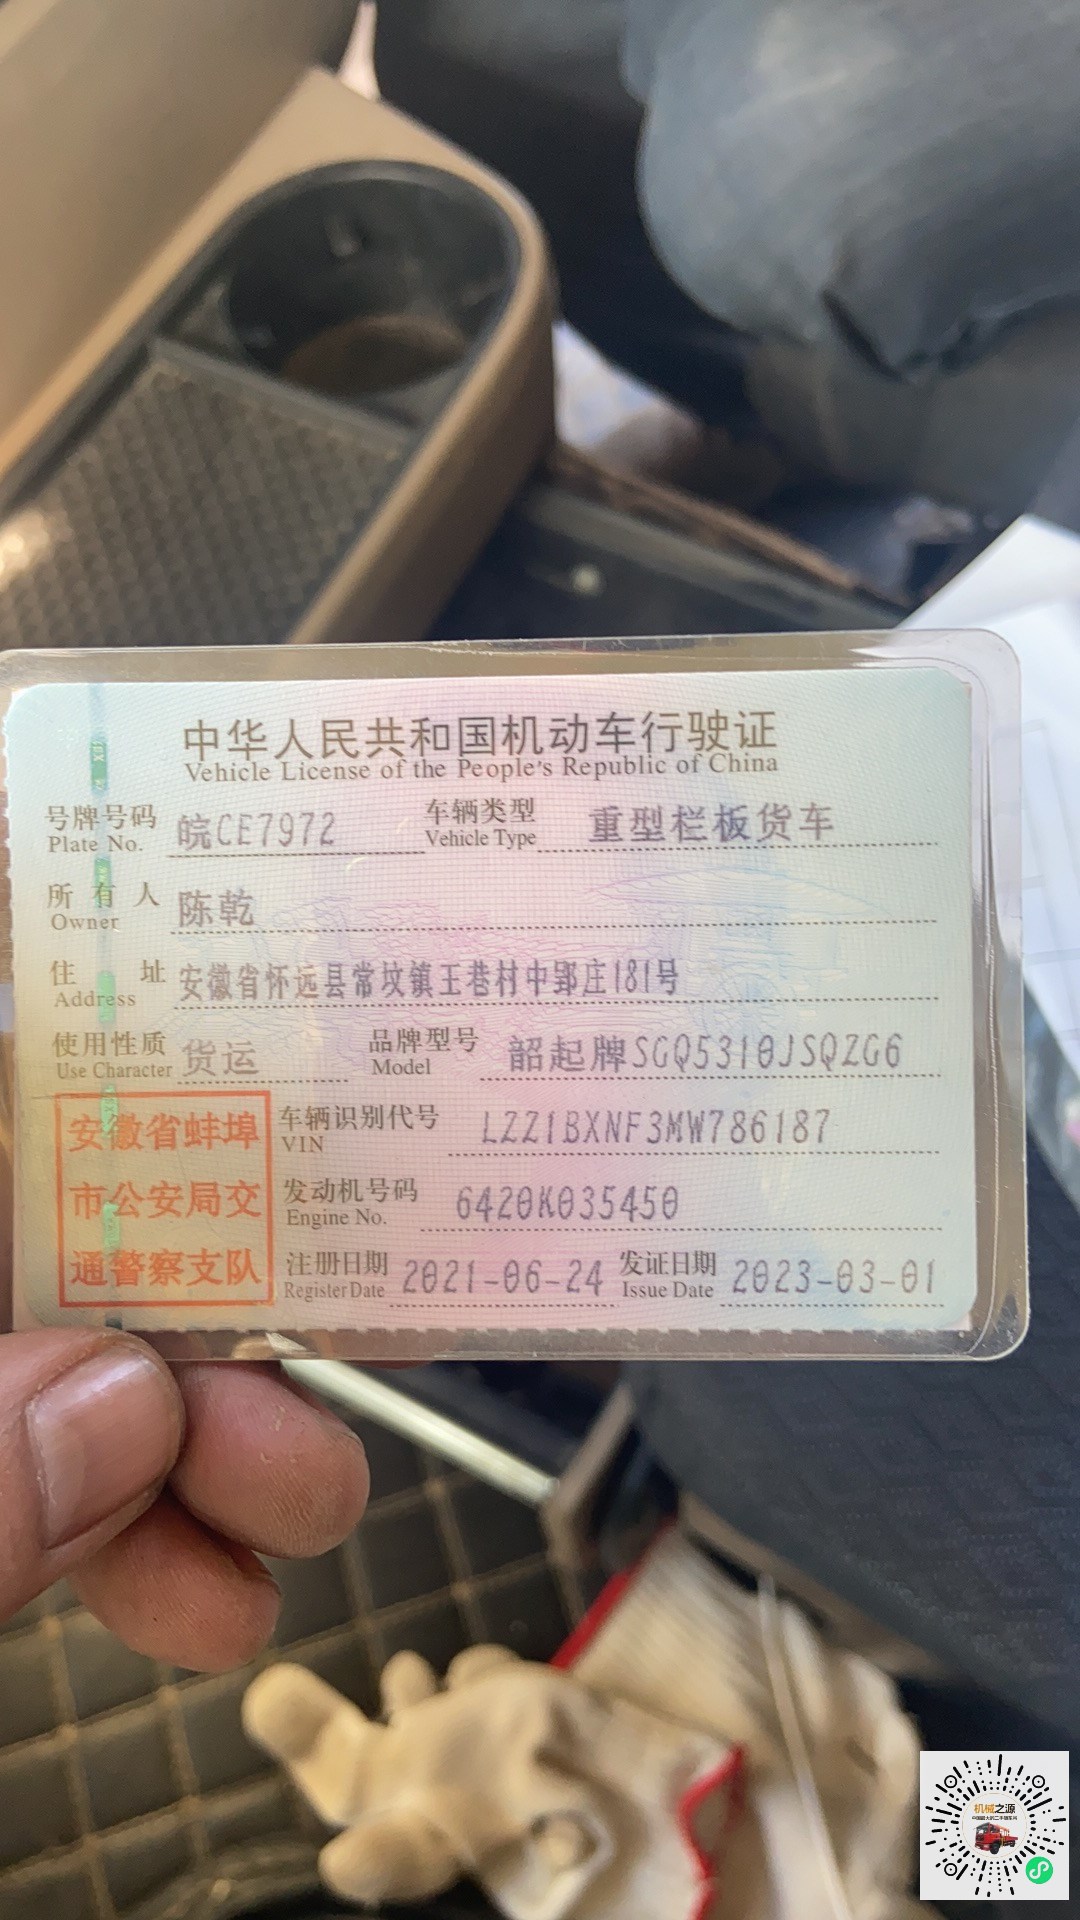 中华人民共和国机动车行驶证
Vehicle License of the People's Republic of China
号牌号码 皖CE7972 车辆类型 重型栏板货车
Plate No. Vehicle Type
所有人 陈乾
Owner
住址 安徽省怀远县常坟镇王巷村中郢庄181号
Address
使用性质 货运 品牌型号 韶起牌SGQ5310JSQZG6
Use Character Model
安徽省蚌埠
市公安局交
通警察支队
车辆识别代号 LZZ1BXNF3MW786187
VIN
发动机号码 6420K035450
Engine No.
注册日期 2021-06-24 发证日期 2023-03-01
Register Date Issue Date
机械之源